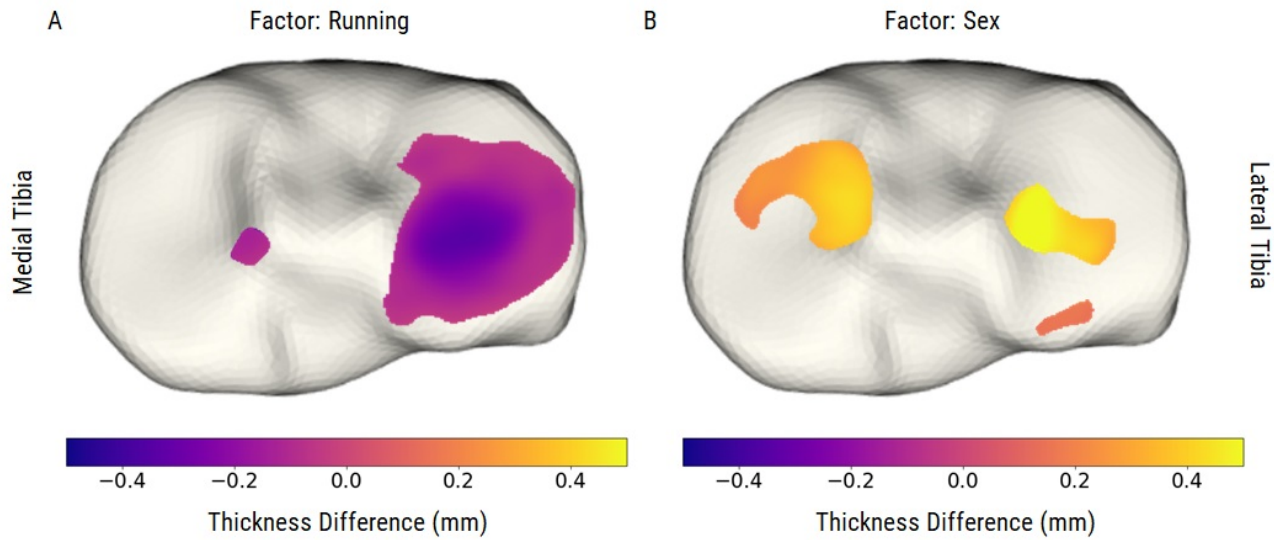 A
Factor: Running
B
Factor: Sex
Medial Tibia
Lateral Tibia
−0.4 −0.2 0.0 0.2 0.4
Thickness Difference (mm)
−0.4 −0.2 0.0 0.2 0.4
Thickness Difference (mm)